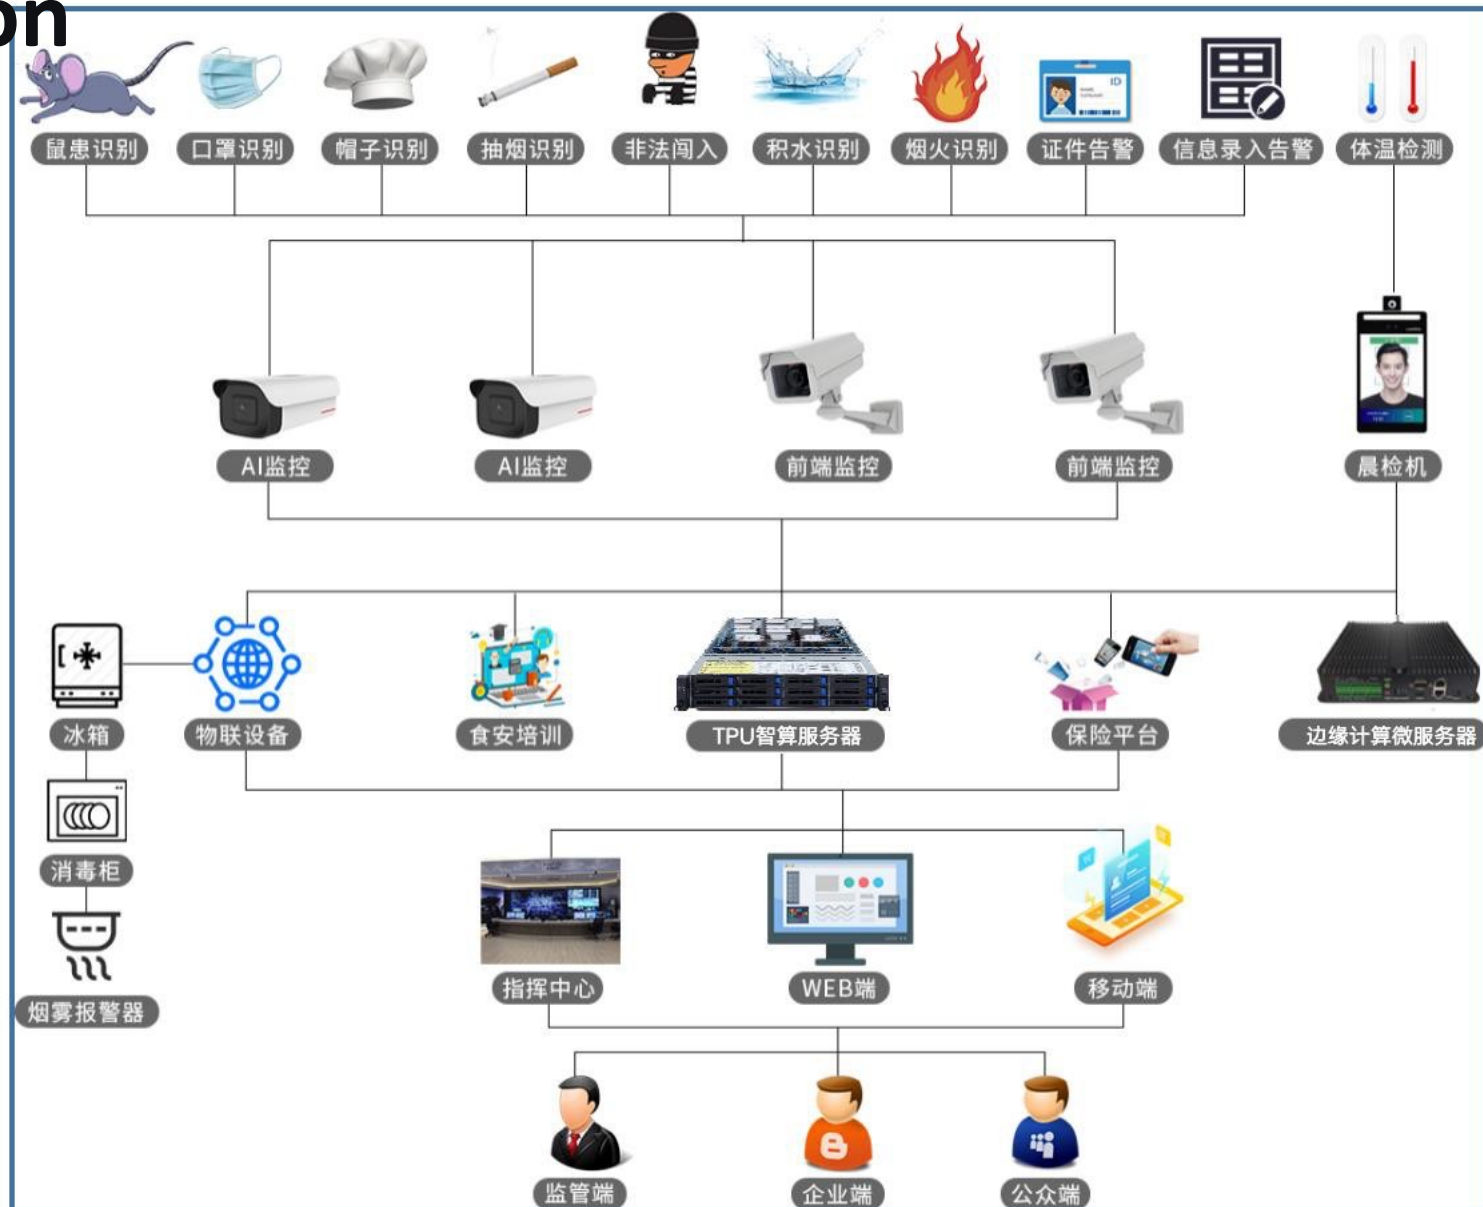 on
鼠患识别
口罩识别
帽子识别
抽烟识别
非法闯入
积水识别
烟火识别
证件告警
信息录入告警
体温检测
ID
AI监控
AI监控
前端监控
前端监控
晨检机
冰箱
物联设备
食安培训
TPU智算服务器
保险平台
边缘计算微服务器
消毒柜
烟雾报警器
指挥中心
WEB端
移动端
监管端
企业端
公众端